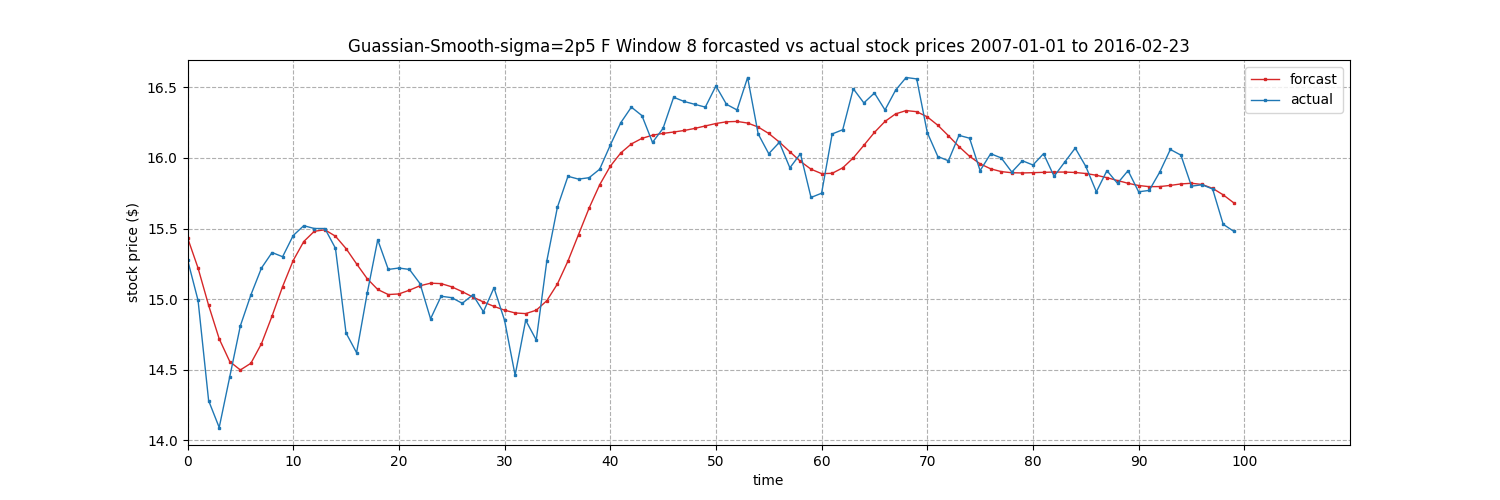 Guassian-Smooth-sigma=2p5 F Window 8 forcasted vs actual stock prices 2007-01-01 to 2016-02-23
forcast
actual
stock price ($)
16.5
16.0
15.5
15.0
14.5
14.0
0 10 20 30 40 50 60 70 80 90 100
time